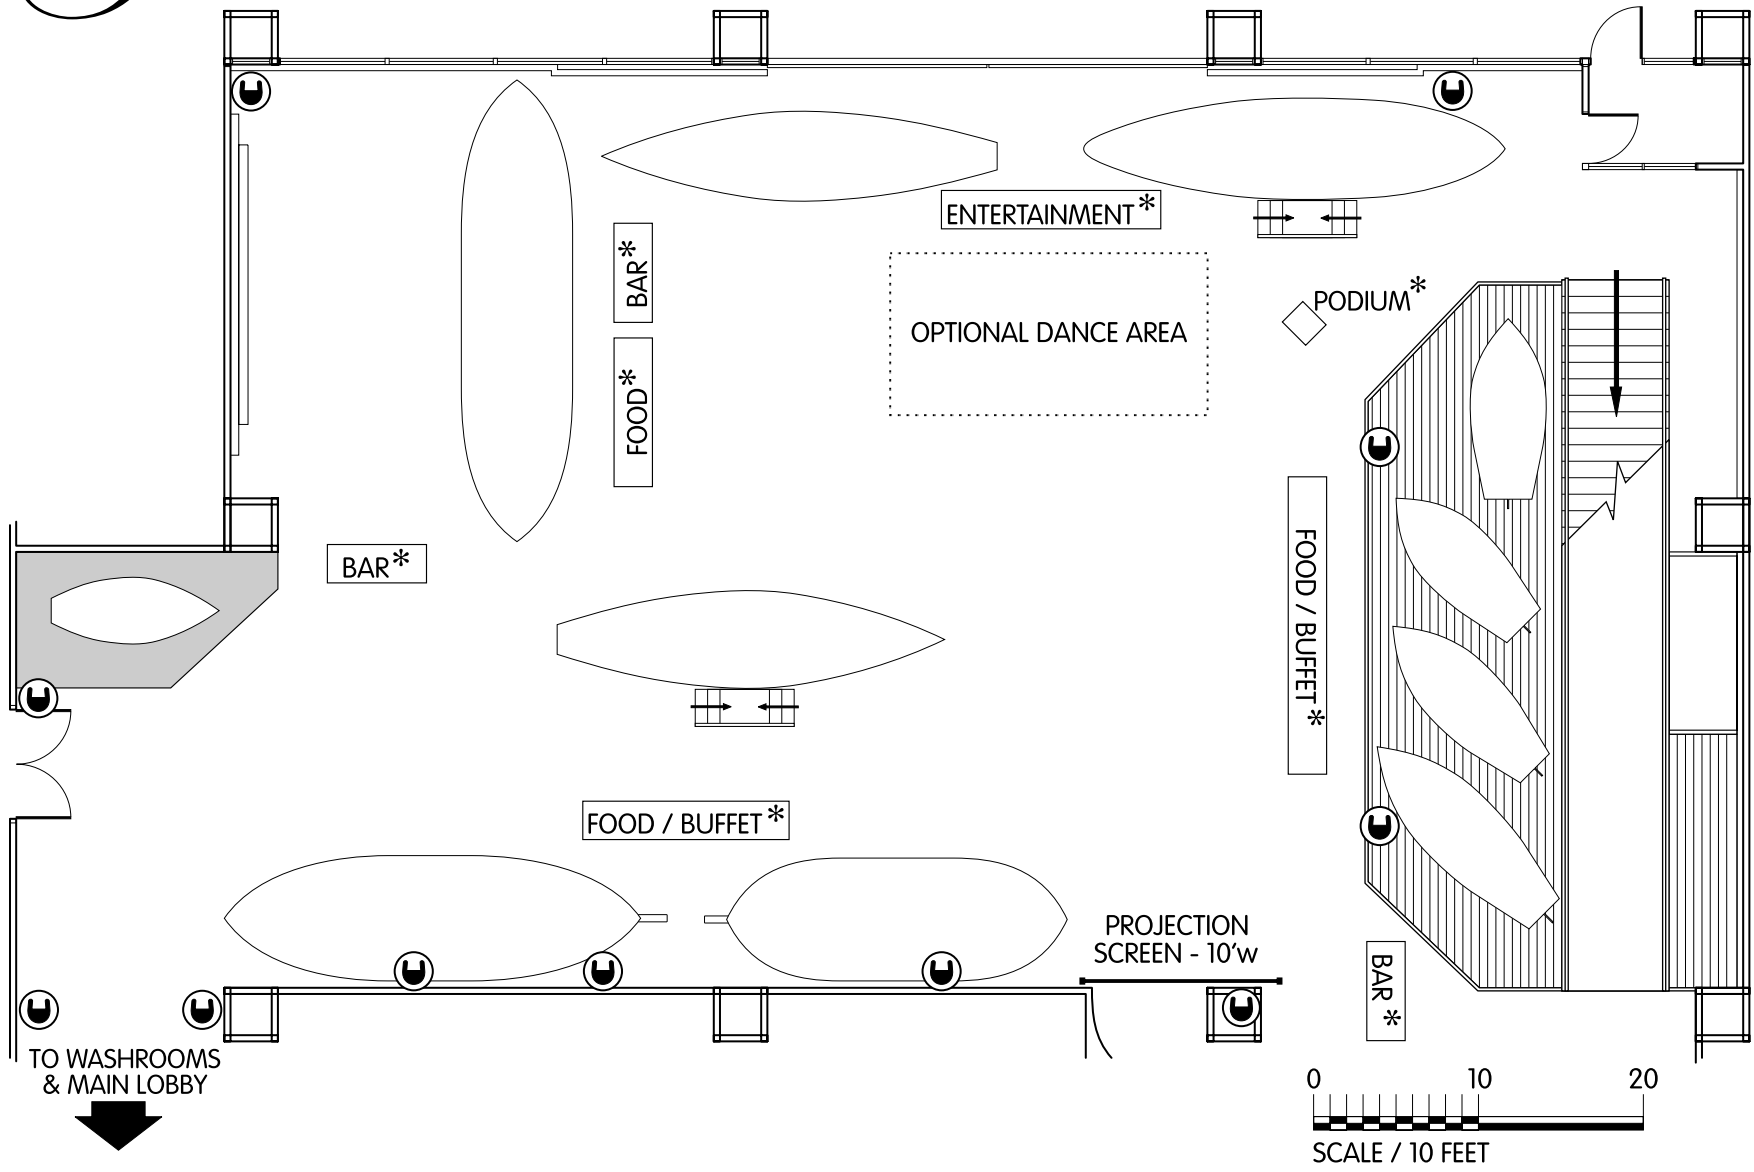 ENTERTAINMENT*
BAR*
OPTIONAL DANCE AREA
PODIUM*
FOOD*
BAR*
FOOD / BUFFET*
FOOD / BUFFET*
PROJECTION
SCREEN - 10'w
BAR*
TO WASHROOMS
& MAIN LOBBY
0 10 20
SCALE / 10 FEET